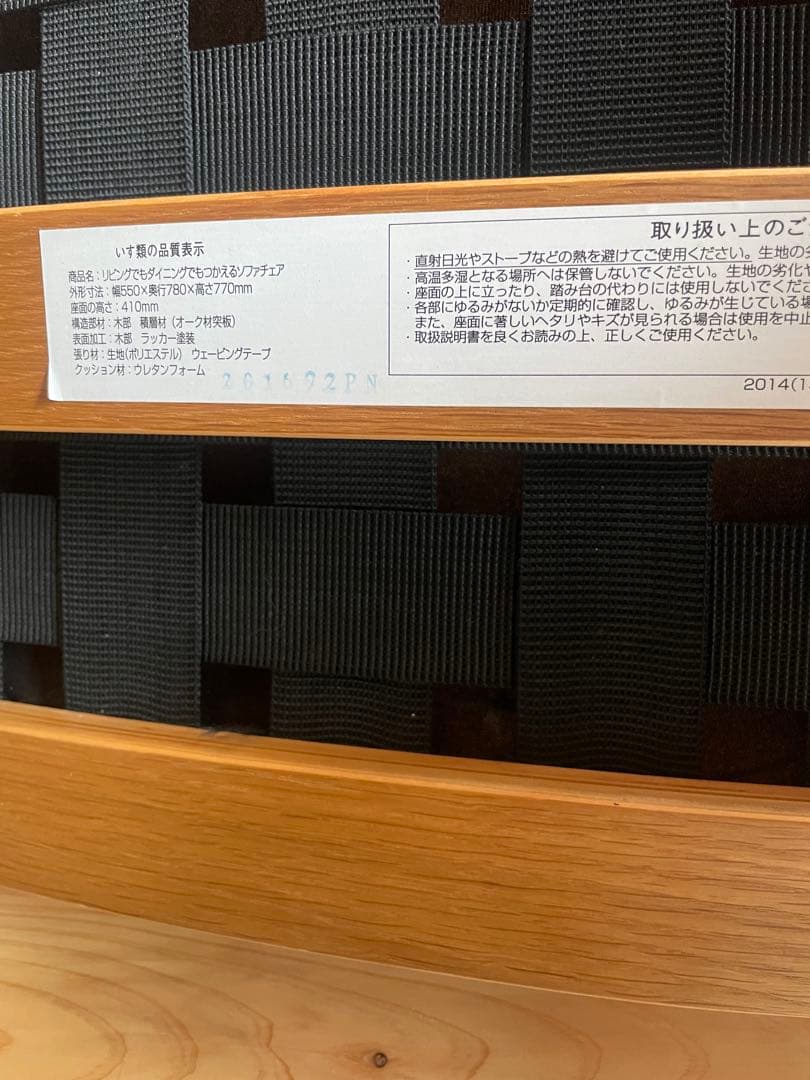 いす類の品質表示
商品名：リビングでもダイニングでもつかえるソファチェア
外形寸法：幅550×奥行780×高さ770mm
座面の高さ：410mm
構造部材：木部 積層材（オーク材突板）
表面加工：木部 ラッカー塗装
張り材：生地（ポリエステル） ウェービングテープ
クッション材：ウレタンフォーム
取り扱い上のご
・直射日光やストーブなどの熱を避けてご使用ください。生地の
・高温多湿となる場所へは保管しないでください。生地の劣化や
・座面の上に立ったり、踏み台の代わりには使用しないでくださ
・各部にゆるみがないか定期的に確認し、ゆるみが生じている場
また、座面に著しいヘタリやキズが見られる場合は使用を中止
・取扱説明書を良くお読みの上、正しくご使用ください。
2014(1